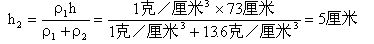 h₂ = ρ₁h / (ρ₁ + ρ₂) = 1克／厘米³ × 73厘米 / (1克／厘米³ + 13.6克／厘米³) = 5厘米